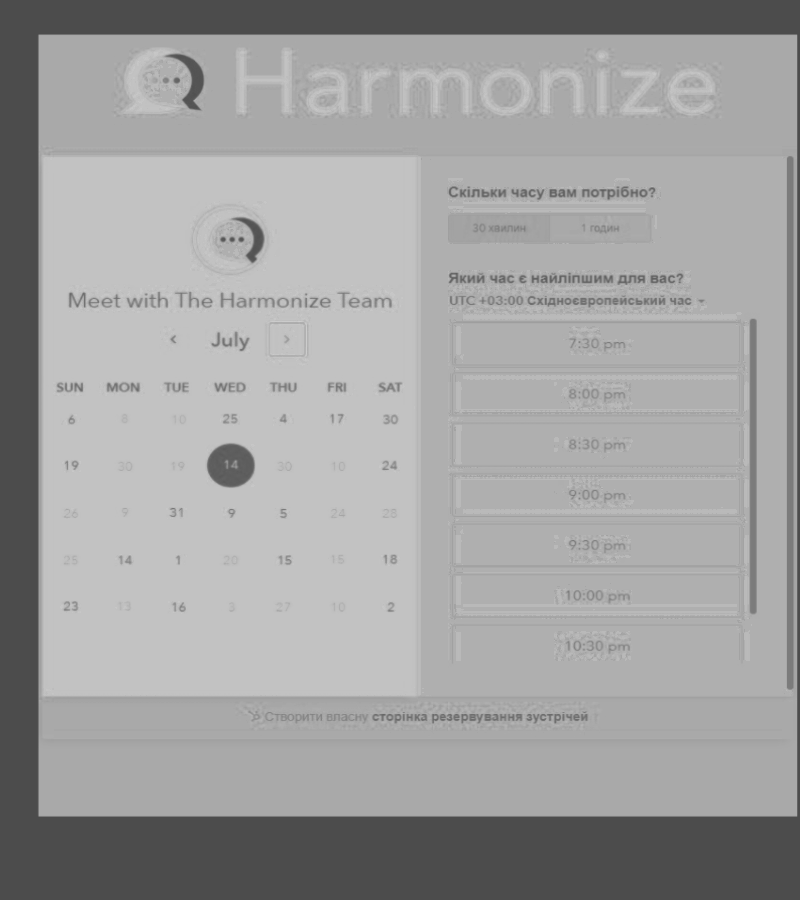 Harmonize
Meet with The Harmonize Team
July
SUN MON TUE WED THU FRI SAT
6 8 10 25 4 17 30
19 30 19 14 30 10 24
26 9 31 9 5 24 25
25 14 1 20 15 15 18
23 13 16 3 27 10 2
Скільки часу вам потрібно?
30 хвилин 1 годин
Який час є найліпшим для вас?
UTC +03:00 Східноєвропейський час
7:30 pm
8:00 pm
8:30 pm
9:00 pm
9:30 pm
10:00 pm
10:30 pm
Створити власну сторінка резервування зустрічей